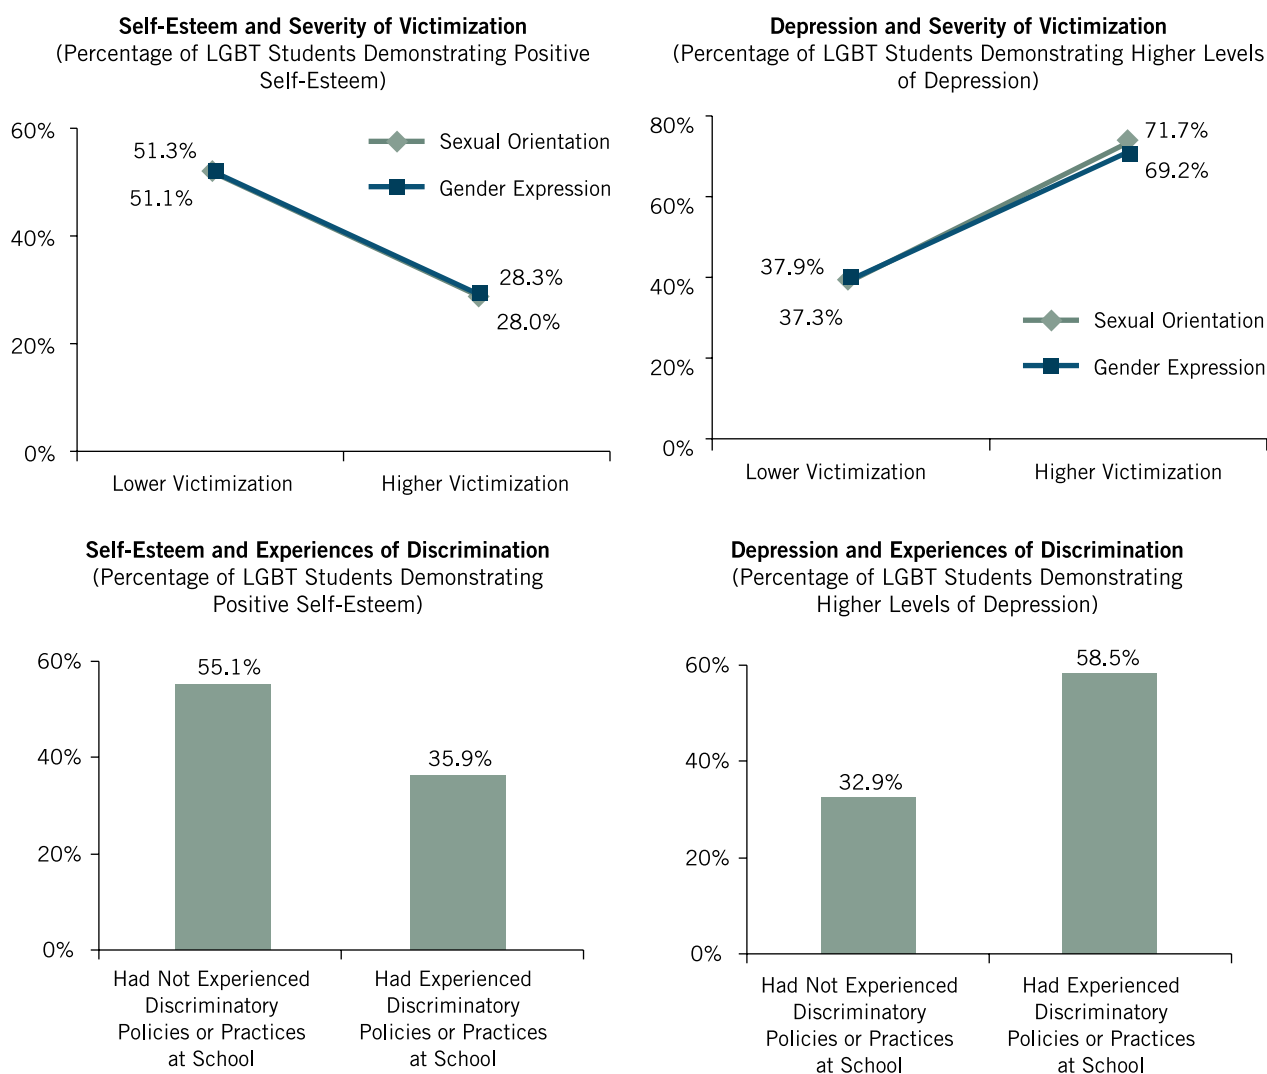 Self-Esteem and Severity of Victimization
(Percentage of LGBT Students Demonstrating Positive
Self-Esteem)
60%
40%
20%
0%
51.3%
51.1%
28.3%
28.0%
Sexual Orientation
Gender Expression
Lower Victimization
Higher Victimization
Depression and Severity of Victimization
(Percentage of LGBT Students Demonstrating Higher Levels
of Depression)
80%
60%
40%
20%
0%
71.7%
69.2%
37.9%
37.3%
Sexual Orientation
Gender Expression
Lower Victimization
Higher Victimization
Self-Esteem and Experiences of Discrimination
(Percentage of LGBT Students Demonstrating
Positive Self-Esteem)
60%
40%
20%
0%
55.1%
35.9%
Had Not Experienced
Discriminatory
Policies or Practices
at School
Had Experienced
Discriminatory
Policies or Practices
at School
Depression and Experiences of Discrimination
(Percentage of LGBT Students Demonstrating
Higher Levels of Depression)
60%
40%
20%
0%
32.9%
58.5%
Had Not Experienced
Discriminatory
Policies or Practices
at School
Had Experienced
Discriminatory
Policies or Practices
at School